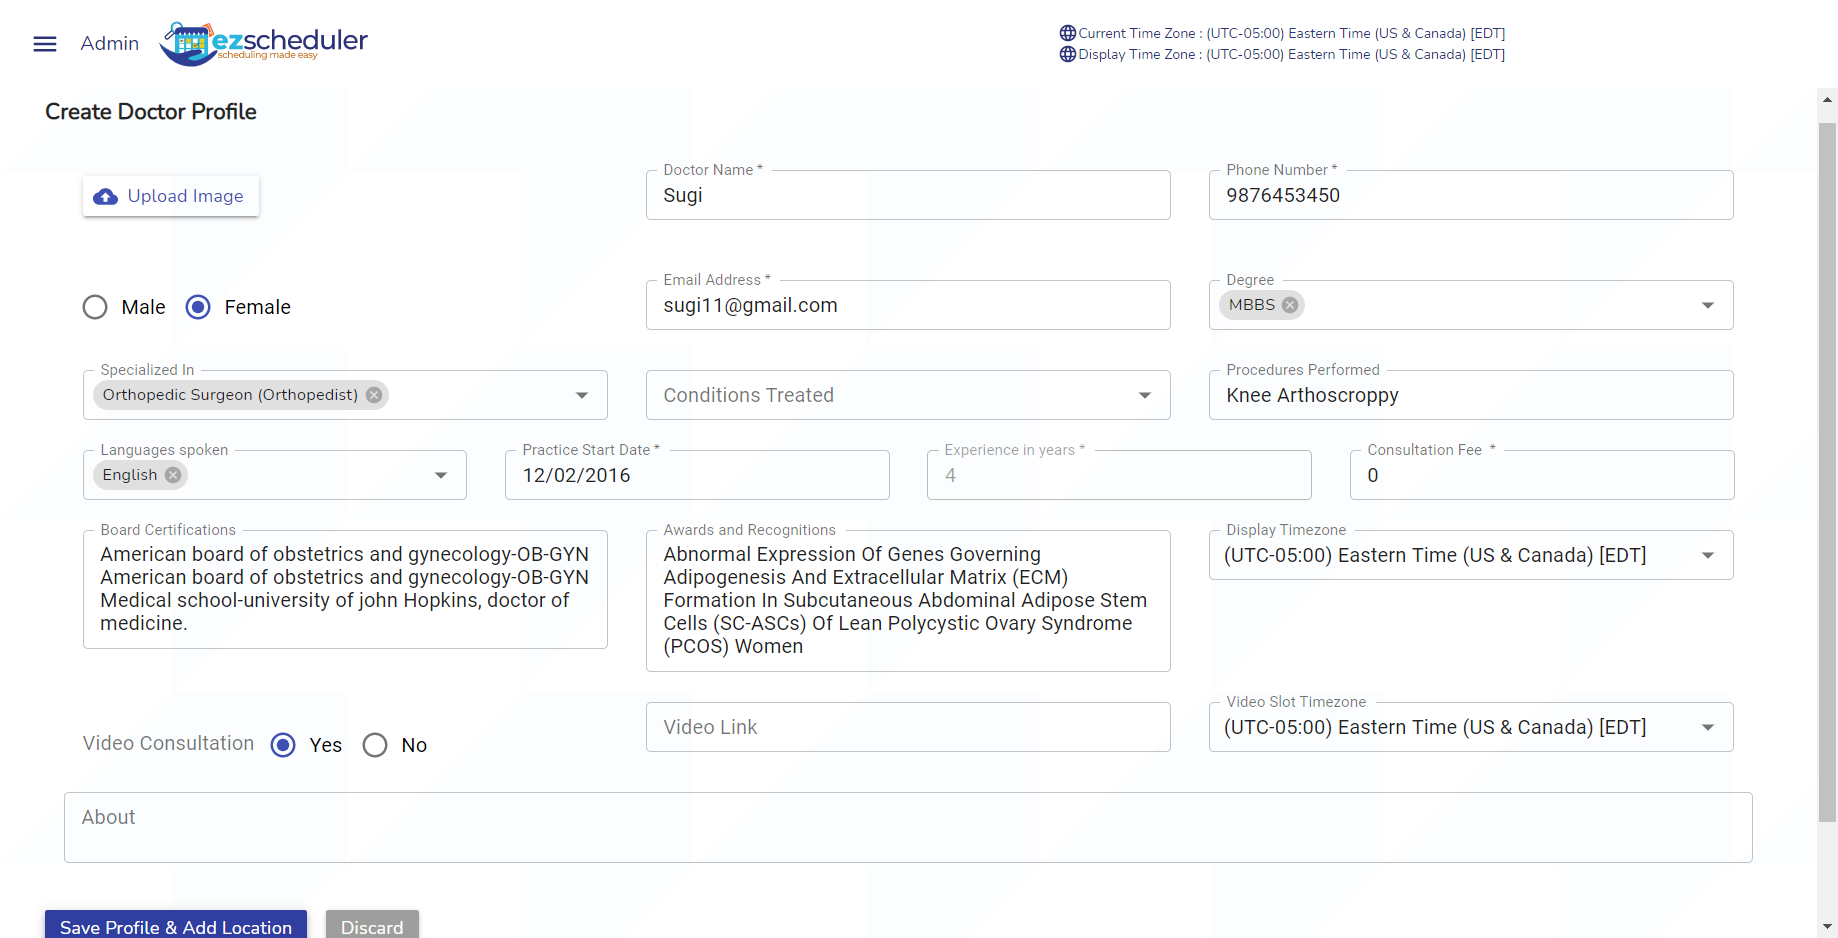 Admin
ezscheduler
scheduling made easy
Current Time Zone : (UTC-05:00) Eastern Time (US & Canada) [EDT]
Display Time Zone : (UTC-05:00) Eastern Time (US & Canada) [EDT]
Create Doctor Profile
Upload Image
Doctor Name *
Sugi
Phone Number *
9876453450
Male
Female
Email Address *
sugi11@gmail.com
Degree
MBBS
Specialized In
Orthopedic Surgeon (Orthopedist)
Conditions Treated
Procedures Performed
Knee Arthoscroppy
Languages spoken
English
Practice Start Date *
12/02/2016
Experience in years *
4
Consultation Fee *
0
Board Certifications
American board of obstetrics and gynecology-OB-GYN
American board of obstetrics and gynecology-OB-GYN
Medical school-university of john Hopkins, doctor of
medicine.
Awards and Recognitions
Abnormal Expression Of Genes Governing
Adipogenesis And Extracellular Matrix (ECM)
Formation In Subcutaneous Abdominal Adipose Stem
Cells (SC-ASCs) Of Lean Polycystic Ovary Syndrome
(PCOS) Women
Display Timezone
(UTC-05:00) Eastern Time (US & Canada) [EDT]
Video Consultation
Yes
No
Video Link
Video Slot Timezone
(UTC-05:00) Eastern Time (US & Canada) [EDT]
About
Save Profile & Add Location
Discard